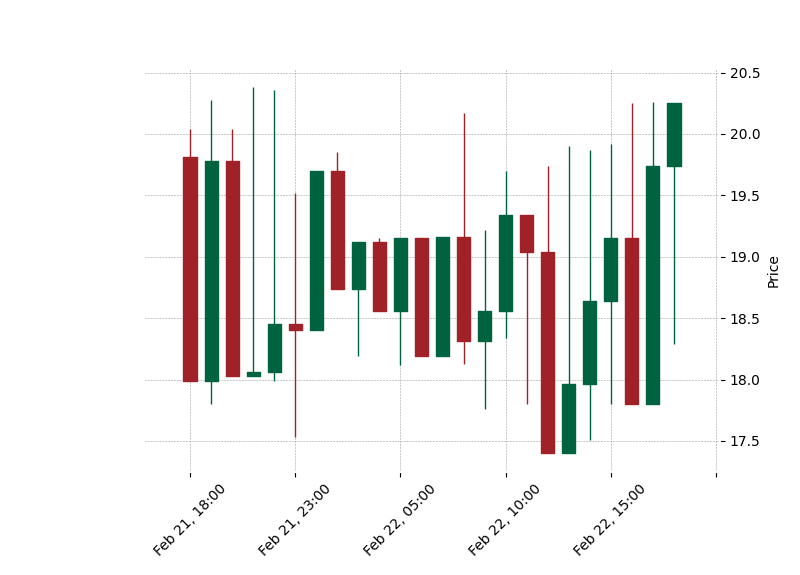 20.5
20.0
19.5
19.0
18.5
18.0
17.5
Price
Feb 21, 18:00
Feb 21, 23:00
Feb 22, 05:00
Feb 22, 10:00
Feb 22, 15:00